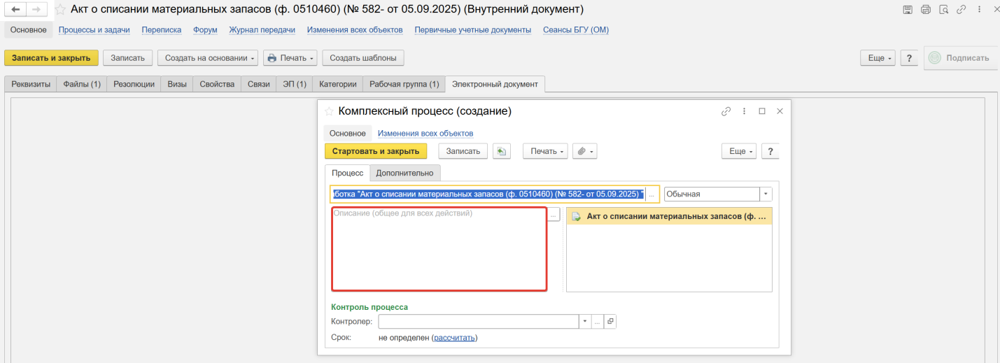 Акт о списании материальных запасов (ф. 0510460) (№ 582- от 05.09.2025) (Внутренний документ)
Основное Процессы и задачи Переписка Форум Журнал передачи Изменения всех объектов Первичные учетные документы Сеансы БГУ (ОМ)
Записать и закрыть Записать Создать на основании Печать Создать шаблоны Еще ? Подписать
Реквизиты Файлы (1) Резолюции Визы Свойства Связи ЭП (1) Категории Рабочая группа (1) Электронный документ
Комплексный процесс (создание)
Основное Изменения всех объектов
Стартовать и закрыть Записать Печать Еще ?
Процесс Дополнительно
ботка "Акт о списании материальных запасов (ф. 0510460) (№ 582- от 05.09.2025) " ... Обычная
Описание (общее для всех действий) ... Акт о списании материальных запасов (ф. ...
Контроль процесса
Контролер: ...
Срок: не определен (рассчитать)